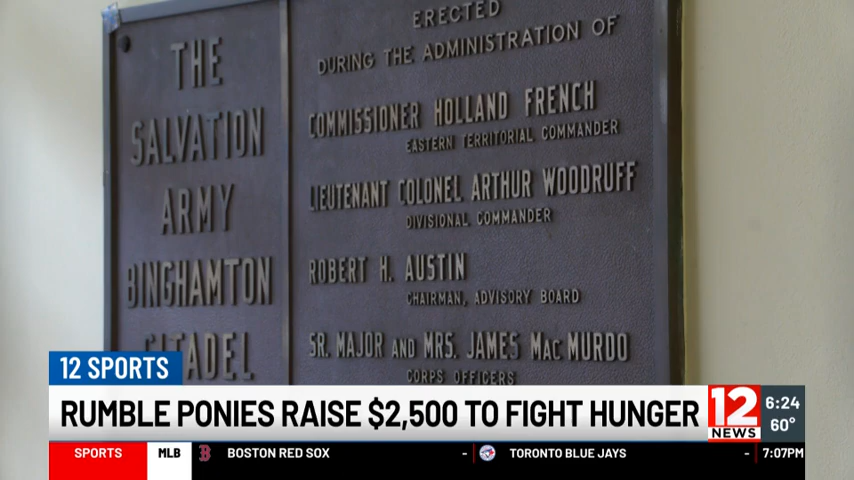 THE
SALVATION
ARMY
BINGHAMTON
CITADEL
ERECTED
DURING THE ADMINISTRATION OF
COMMISSIONER HOLLAND FRENCH
EASTERN TERRITORIAL COMMANDER
LIEUTENANT COLONEL ARTHUR WOODRUFF
DIVISIONAL COMMANDER
ROBERT H. AUSTIN
CHAIRMAN, ADVISORY BOARD
SR. MAJOR AND MRS. JAMES MAC MURDO
CORPS OFFICERS
12 SPORTS
RUMBLE PONIES RAISE $2,500 TO FIGHT HUNGER
12
NEWS
6:24
60°
SPORTS MLB B BOSTON RED SOX - TORONTO BLUE JAYS - 7:07PM